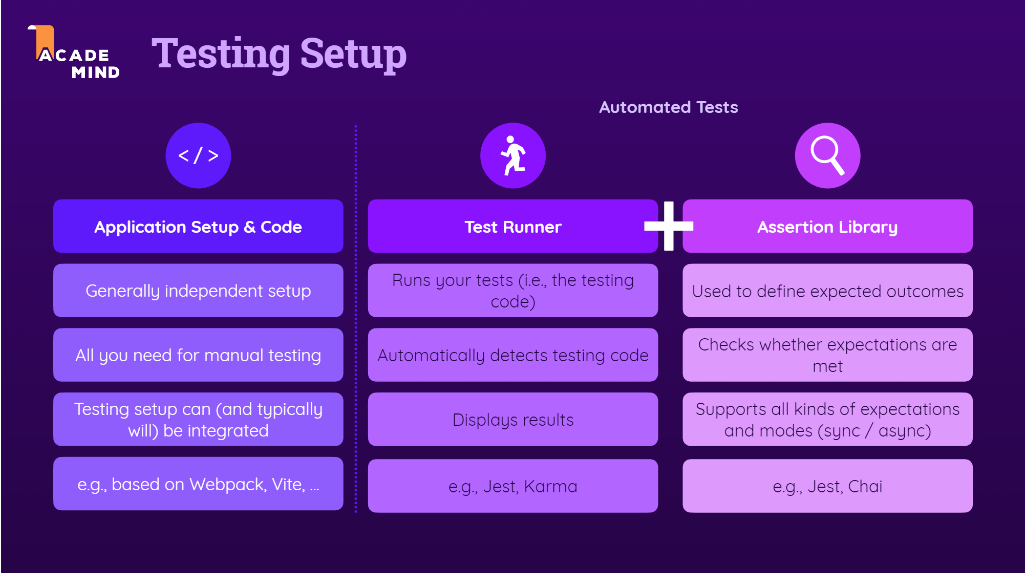 ACADE
MIND
Testing Setup
Automated Tests
</>
Application Setup & Code
Generally independent setup
All you need for manual testing
Testing setup can (and typically
will) be integrated
e.g., based on Webpack, Vite, ...
Test Runner
Runs your tests (i.e., the testing
code)
Automatically detects testing code
Displays results
e.g., Jest, Karma
Assertion Library
Used to define expected outcomes
Checks whether expectations are
met
Supports all kinds of expectations
and modes (sync / async)
e.g., Jest, Chai